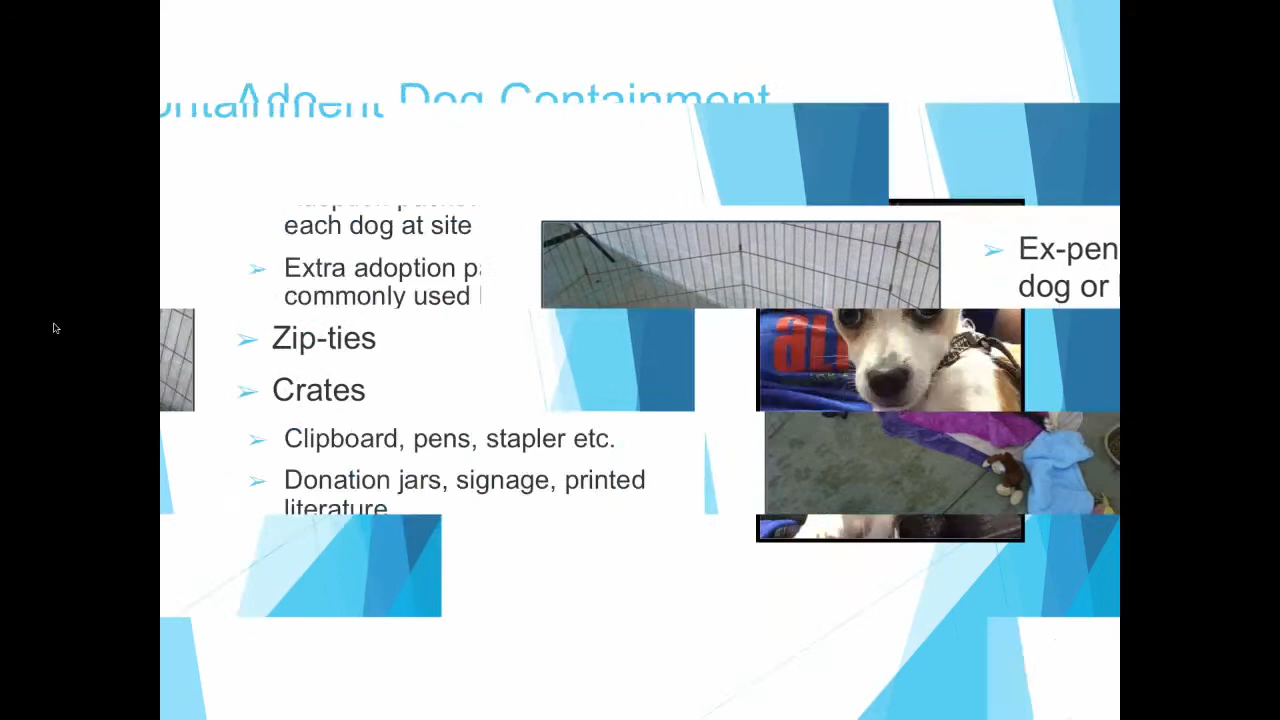 Dog Containment
each dog at site
Extra adoption
commonly used
Ex-pen
dog or
Zip-ties
Crates
Clipboard, pens, stapler etc.
Donation jars, signage, printed
literature